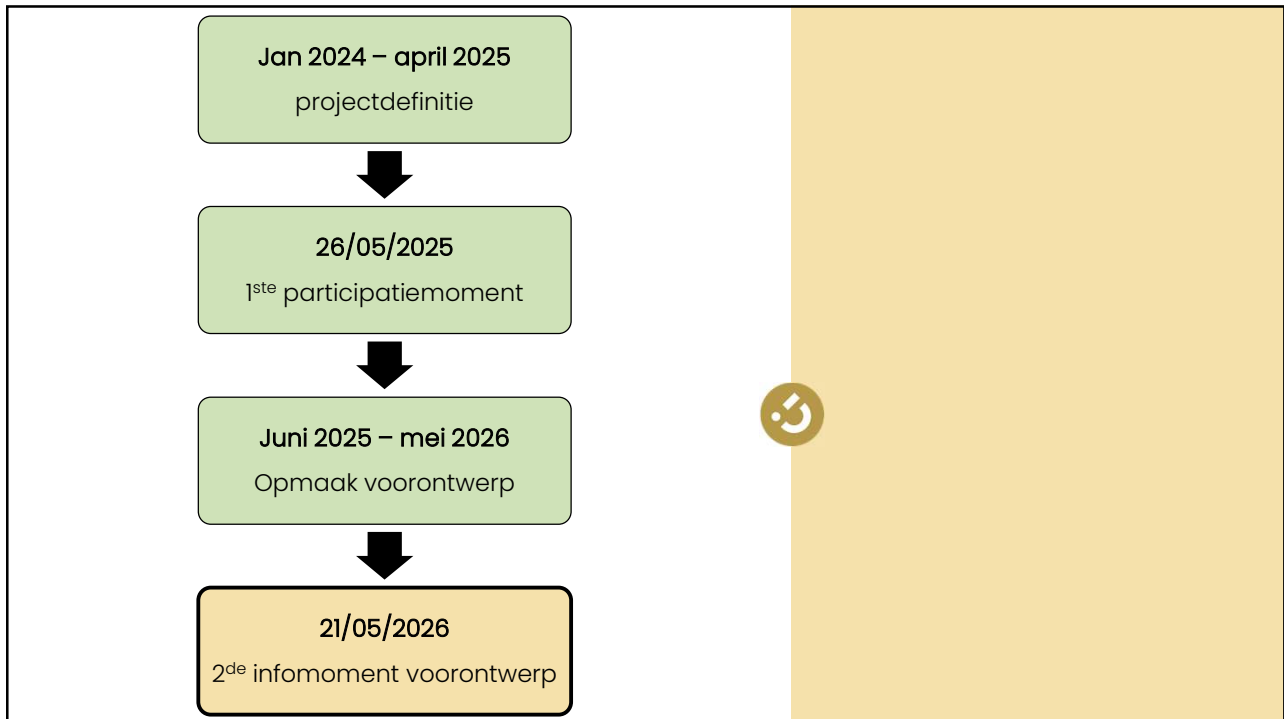 Jan 2024 – april 2025
projectdefinitie
26/05/2025
1ste participatiemoment
Juni 2025 – mei 2026
Opmaak voorontwerp
21/05/2026
2de infomoment voorontwerp